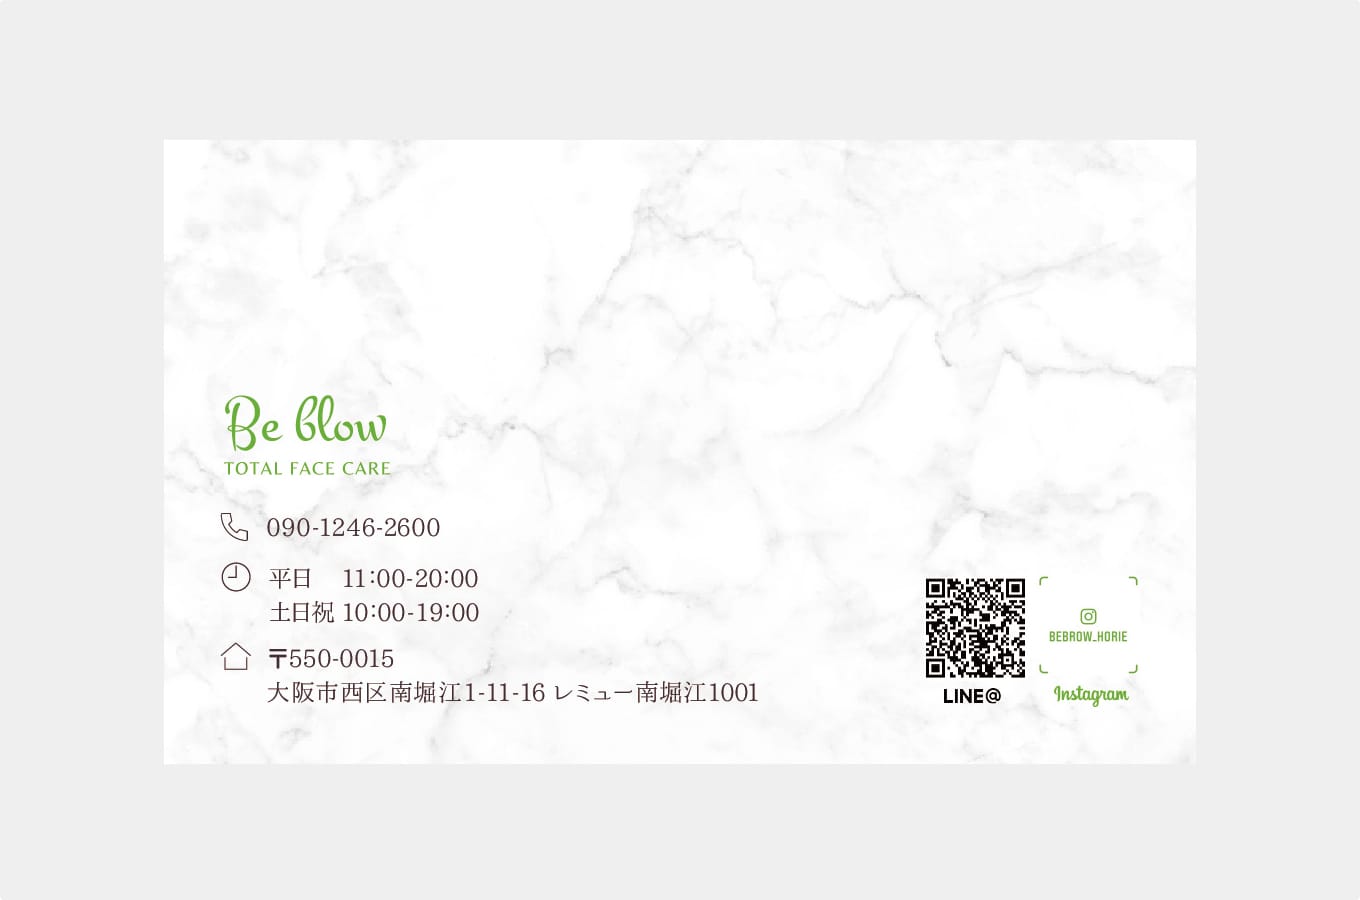 Be blow
TOTAL FACE CARE
090-1246-2600
平日 11:00-20:00
土日祝 10:00-19:00
〒550-0015
大阪市西区南堀江1-11-16 レミュー南堀江1001
LINE@
BEBROW_HORIE
Instagram